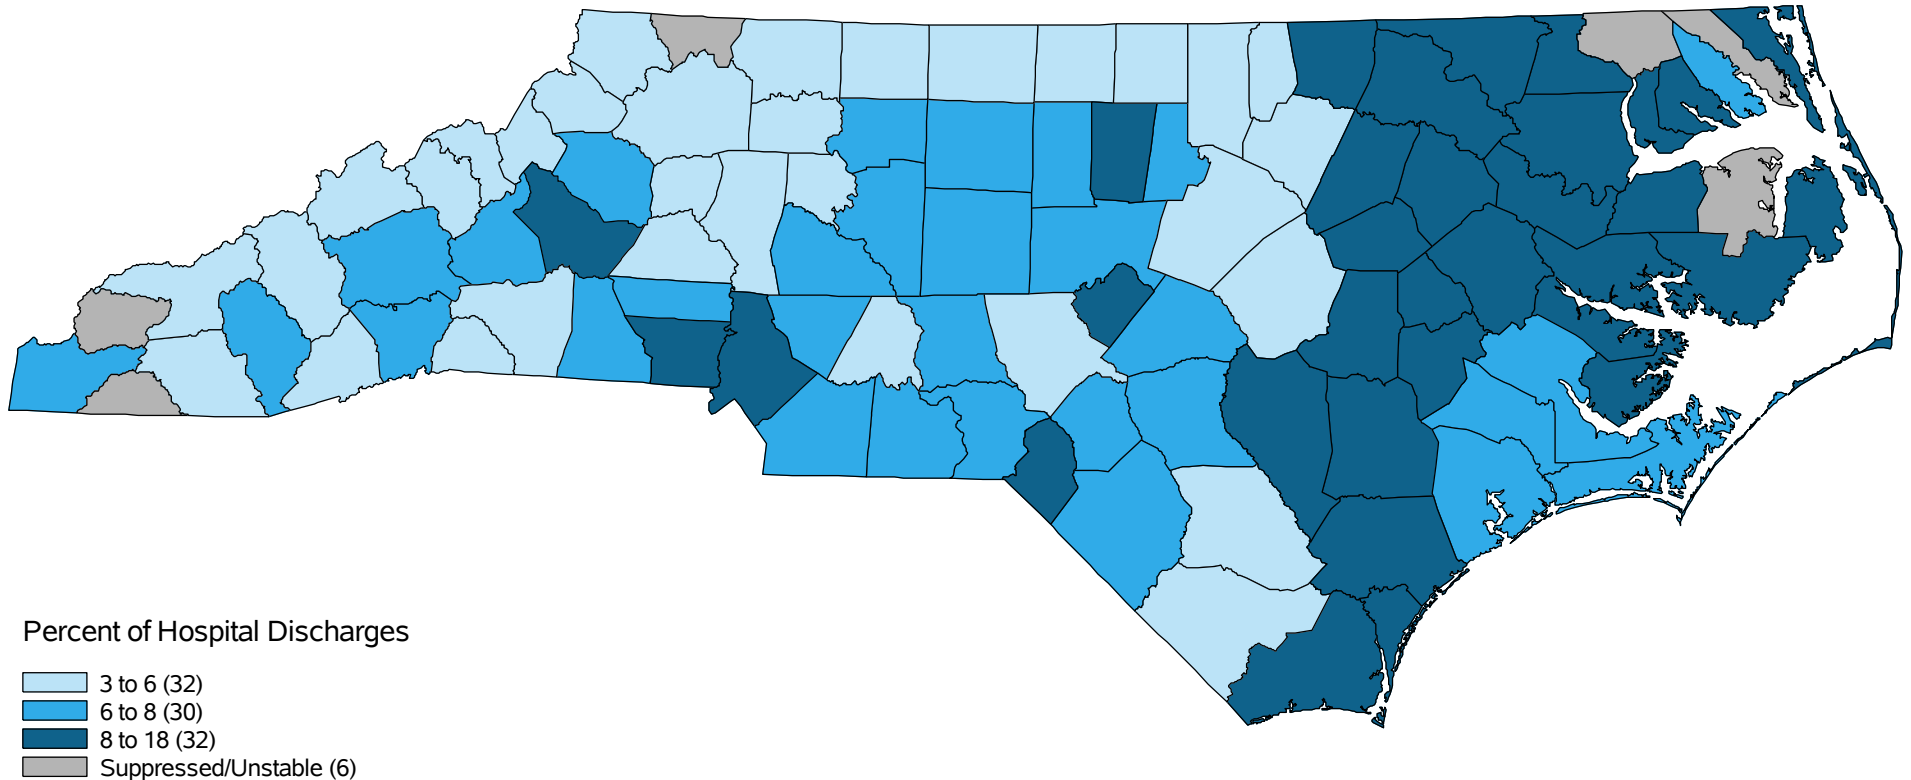 Percent of Hospital Discharges
3 to 6 (32)
6 to 8 (30)
8 to 18 (32)
Suppressed/Unstable (6)